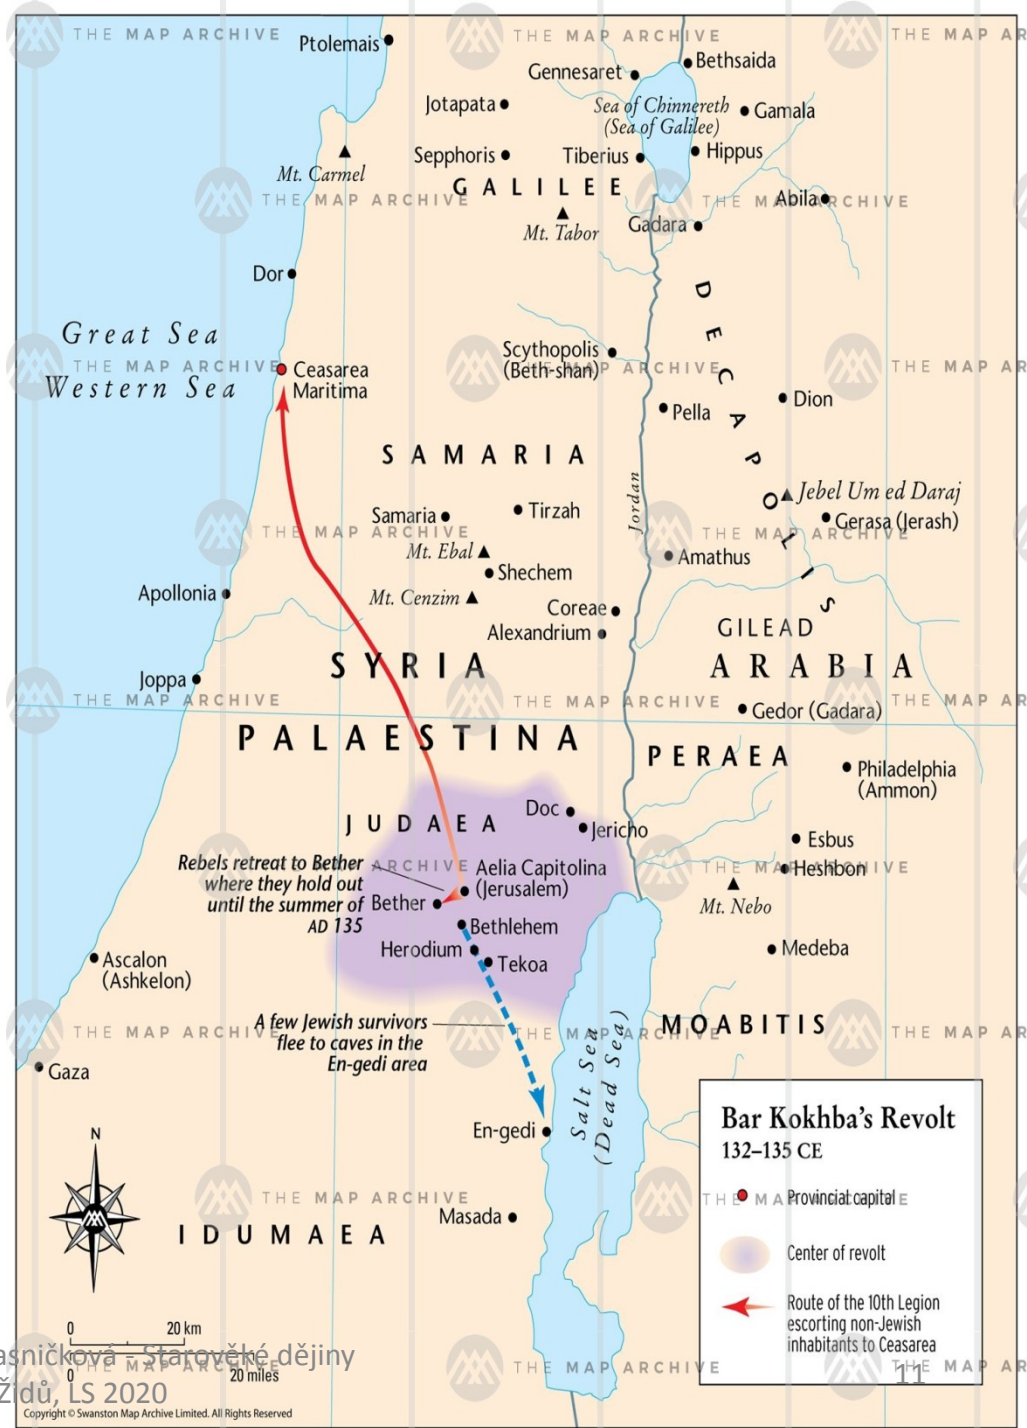 Ptolemais
Bethsaida
Gennesaret
Jotapata
Sea of Chinnereth
(Sea of Galilee)
Gamala
Mt. Carmel
Sepphoris
Tiberius
Hippus
GALILEE
Abila
Mt. Tabor
Gadara
Dor
DECAPOLIS
Great Sea
Western Sea
Ceasarea
Maritima
Scythopolis
(Beth-shan)
Pella
Dion
SAMARIA
Jordan
Jebel Um ed Daraj
Samaria
Tirzah
Gerasa (Jerash)
Mt. Ebal
Amathus
Shechem
Apollonia
Mt. Cenzim
Coreae
Alexandrium
GILEAD
SYRIA
ARABIA
Joppa
Gedor (Gadara)
PALAESTINA
PERAEA
Philadelphia
(Ammon)
Doc
JUDAEA
Jericho
Esbus
Rebels retreat to Bether
where they hold out
until the summer of
AD 135
Aelia Capitolina
(Jerusalem)
Heshbon
Bether
Mt. Nebo
Bethlehem
Herodium
Tekoa
Medeba
Ascalon
(Ashkelon)
A few Jewish survivors
flee to caves in the
En-gedi area
MOABITIS
Gaza
Salt Sea
(Dead Sea)
En-gedi
Masada
IDUMAEA
N
Bar Kokhba's Revolt
132–135 CE
Provincial capital
Center of revolt
Route of the 10th Legion
escorting non-Jewish
inhabitants to Ceasarea
0 20 km
0 20 miles
asničková - Starověké dějiny
Židů, LS 2020
11
Copyright © Swanston Map Archive Limited. All Rights Reserved
THE MAP ARCHIVE